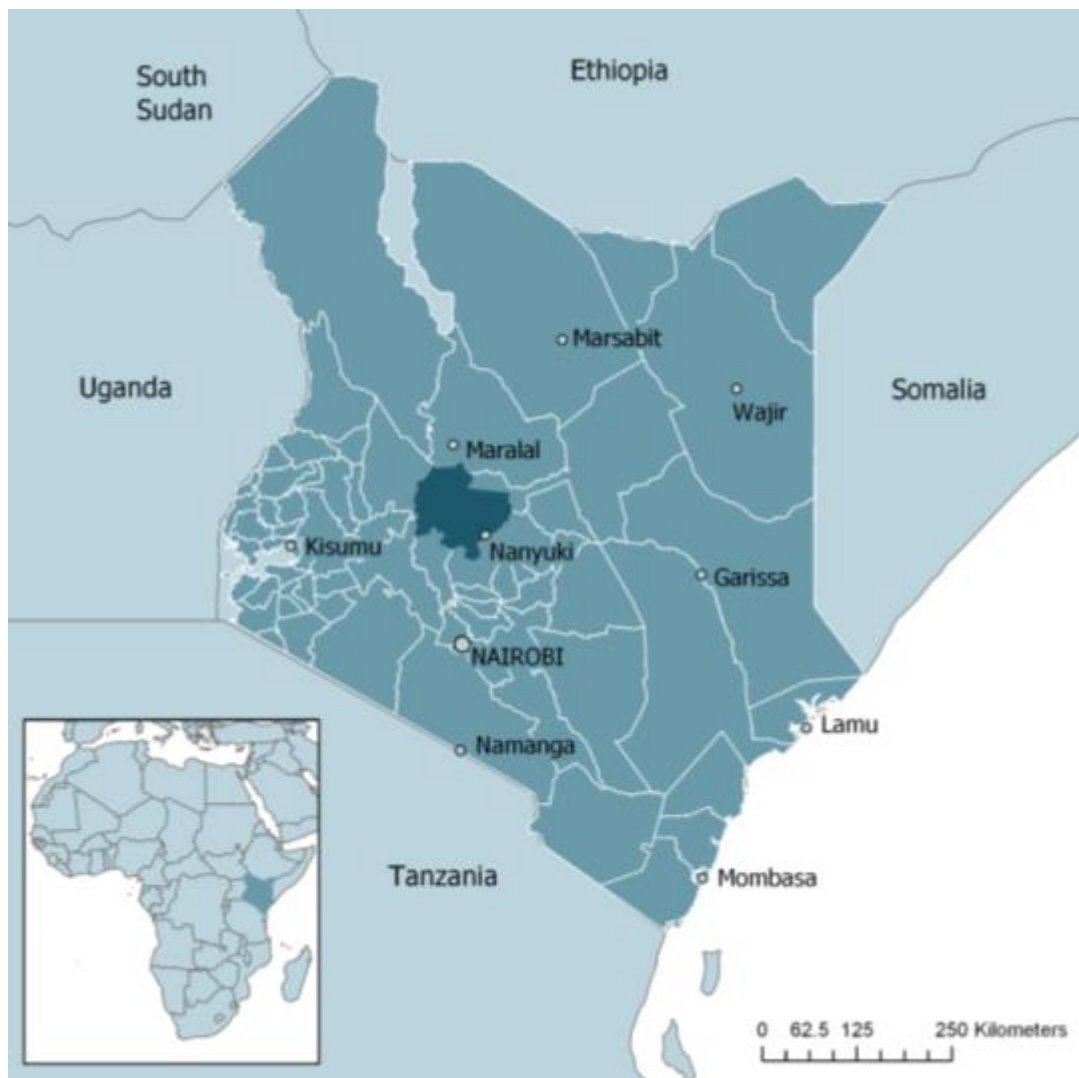 South
Sudan
Ethiopia
Marsabit
Uganda
Somalia
Wajir
Maralal
Kisumu
Nanyuki
Garissa
NAIROBI
Lamu
Namanga
Tanzania
Mombasa
0 62.5 125 250 Kilometers